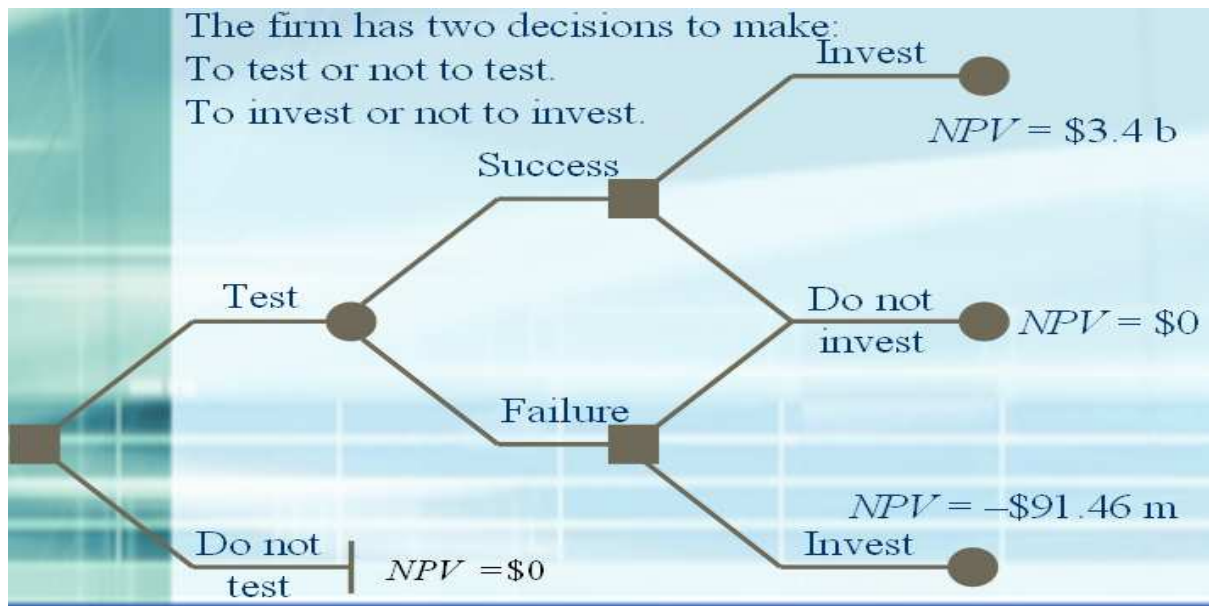 The firm has two decisions to make:
To test or not to test.
To invest or not to invest.
Invest
NPV = $3.4 b
Success
Test
Do not
invest
NPV = $0
Failure
NPV = –$91.46 m
Invest
Do not
test
NPV = $0